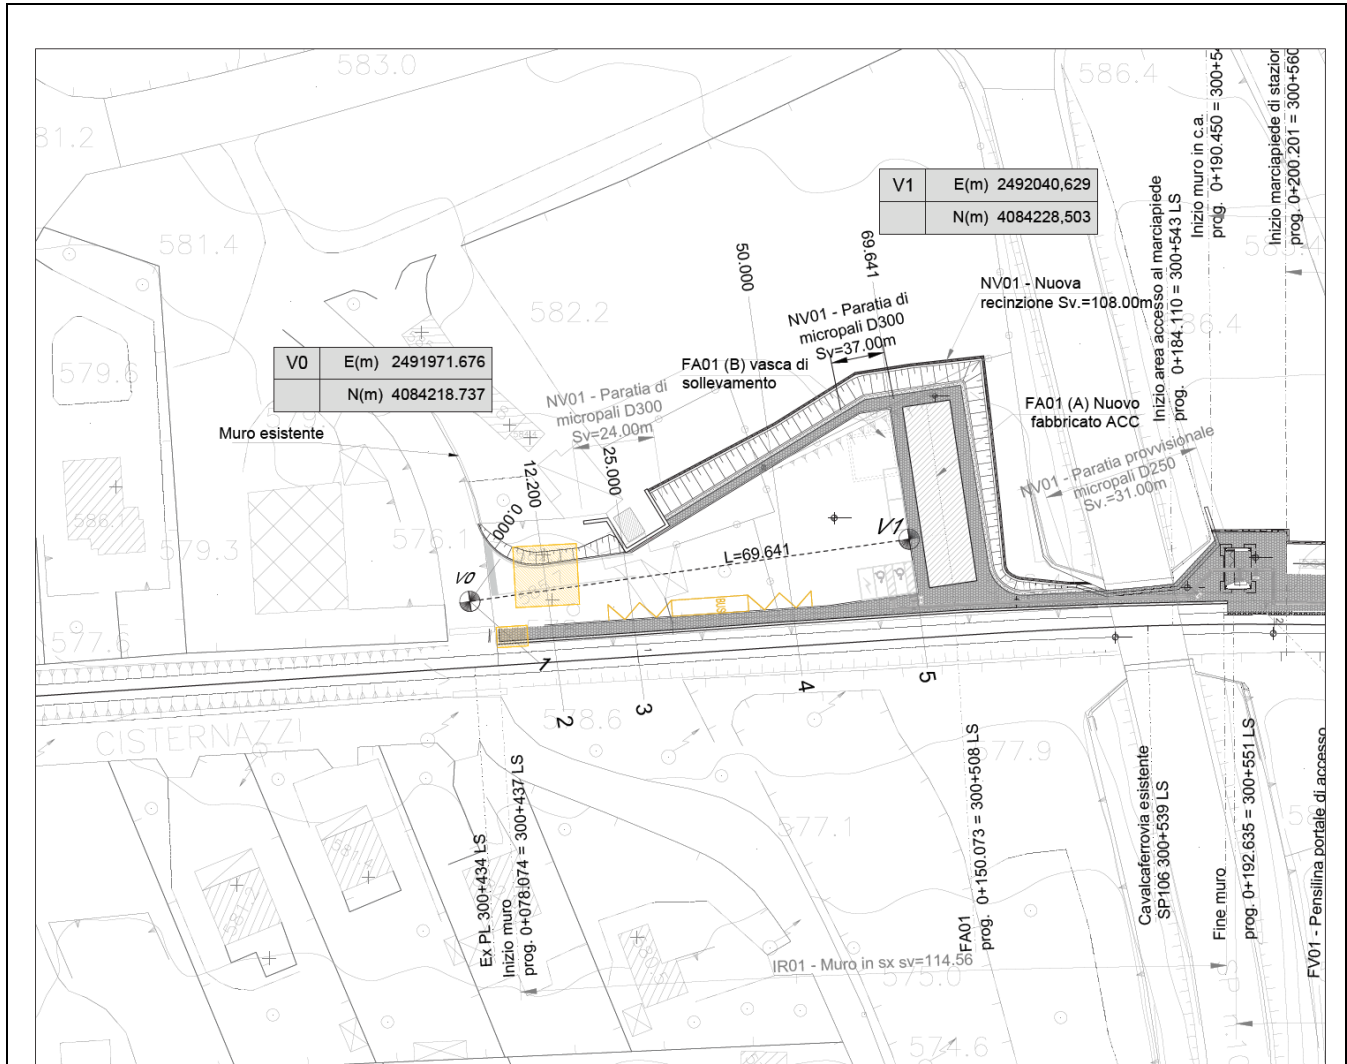 583.0
586.4
81.2
Inizio muro in c.a.
prog. 0+190.450 = 300+54
Inizio marciapiede di stazion
prog. 0+200.201 = 300+560
V1 E(m) 2492040,629
N(m) 4084228,503
Inizio area accesso al marciapiede
prog. 0+184.110 = 300+543 LS
581.4
582.2
50.000
69.641
NV01 - Nuova
recinzione Sv.=108.00m
NV01 - Paratia di
micropali D300
Sv=37.00m
586.4
V0 E(m) 2491971.676
N(m) 4084218.737
FA01 (B) vasca di
sollevamento
579.6
NV01 - Paratia di
micropali D300
Sv=24.00m
FA01 (A) Nuovo
fabbricato ACC
Muro esistente
NV01 - Paratia provvisionale
micropali D250
Sv.=31.00m
12.200
25.000
0.000
586.1
579.3
576.1
V1
L=69.641
V0
BUS
577.6
1
2
3
4
5
578.6
CISTERNAZZI
577.9
577.1
Ex PL 300+434 LS
Inizio muro
prog. 0+078.074 = 300+437 LS
FA01
prog. 0+150.073 = 300+508 LS
Cavalcaferrovia esistente
SP106 300+539 LS
Fine muro
prog. 0+192.635 = 300+551 LS
FV01 - Pensilina portale di accesso
IR01 - Muro in sx sv=114.56
575.0
574.6